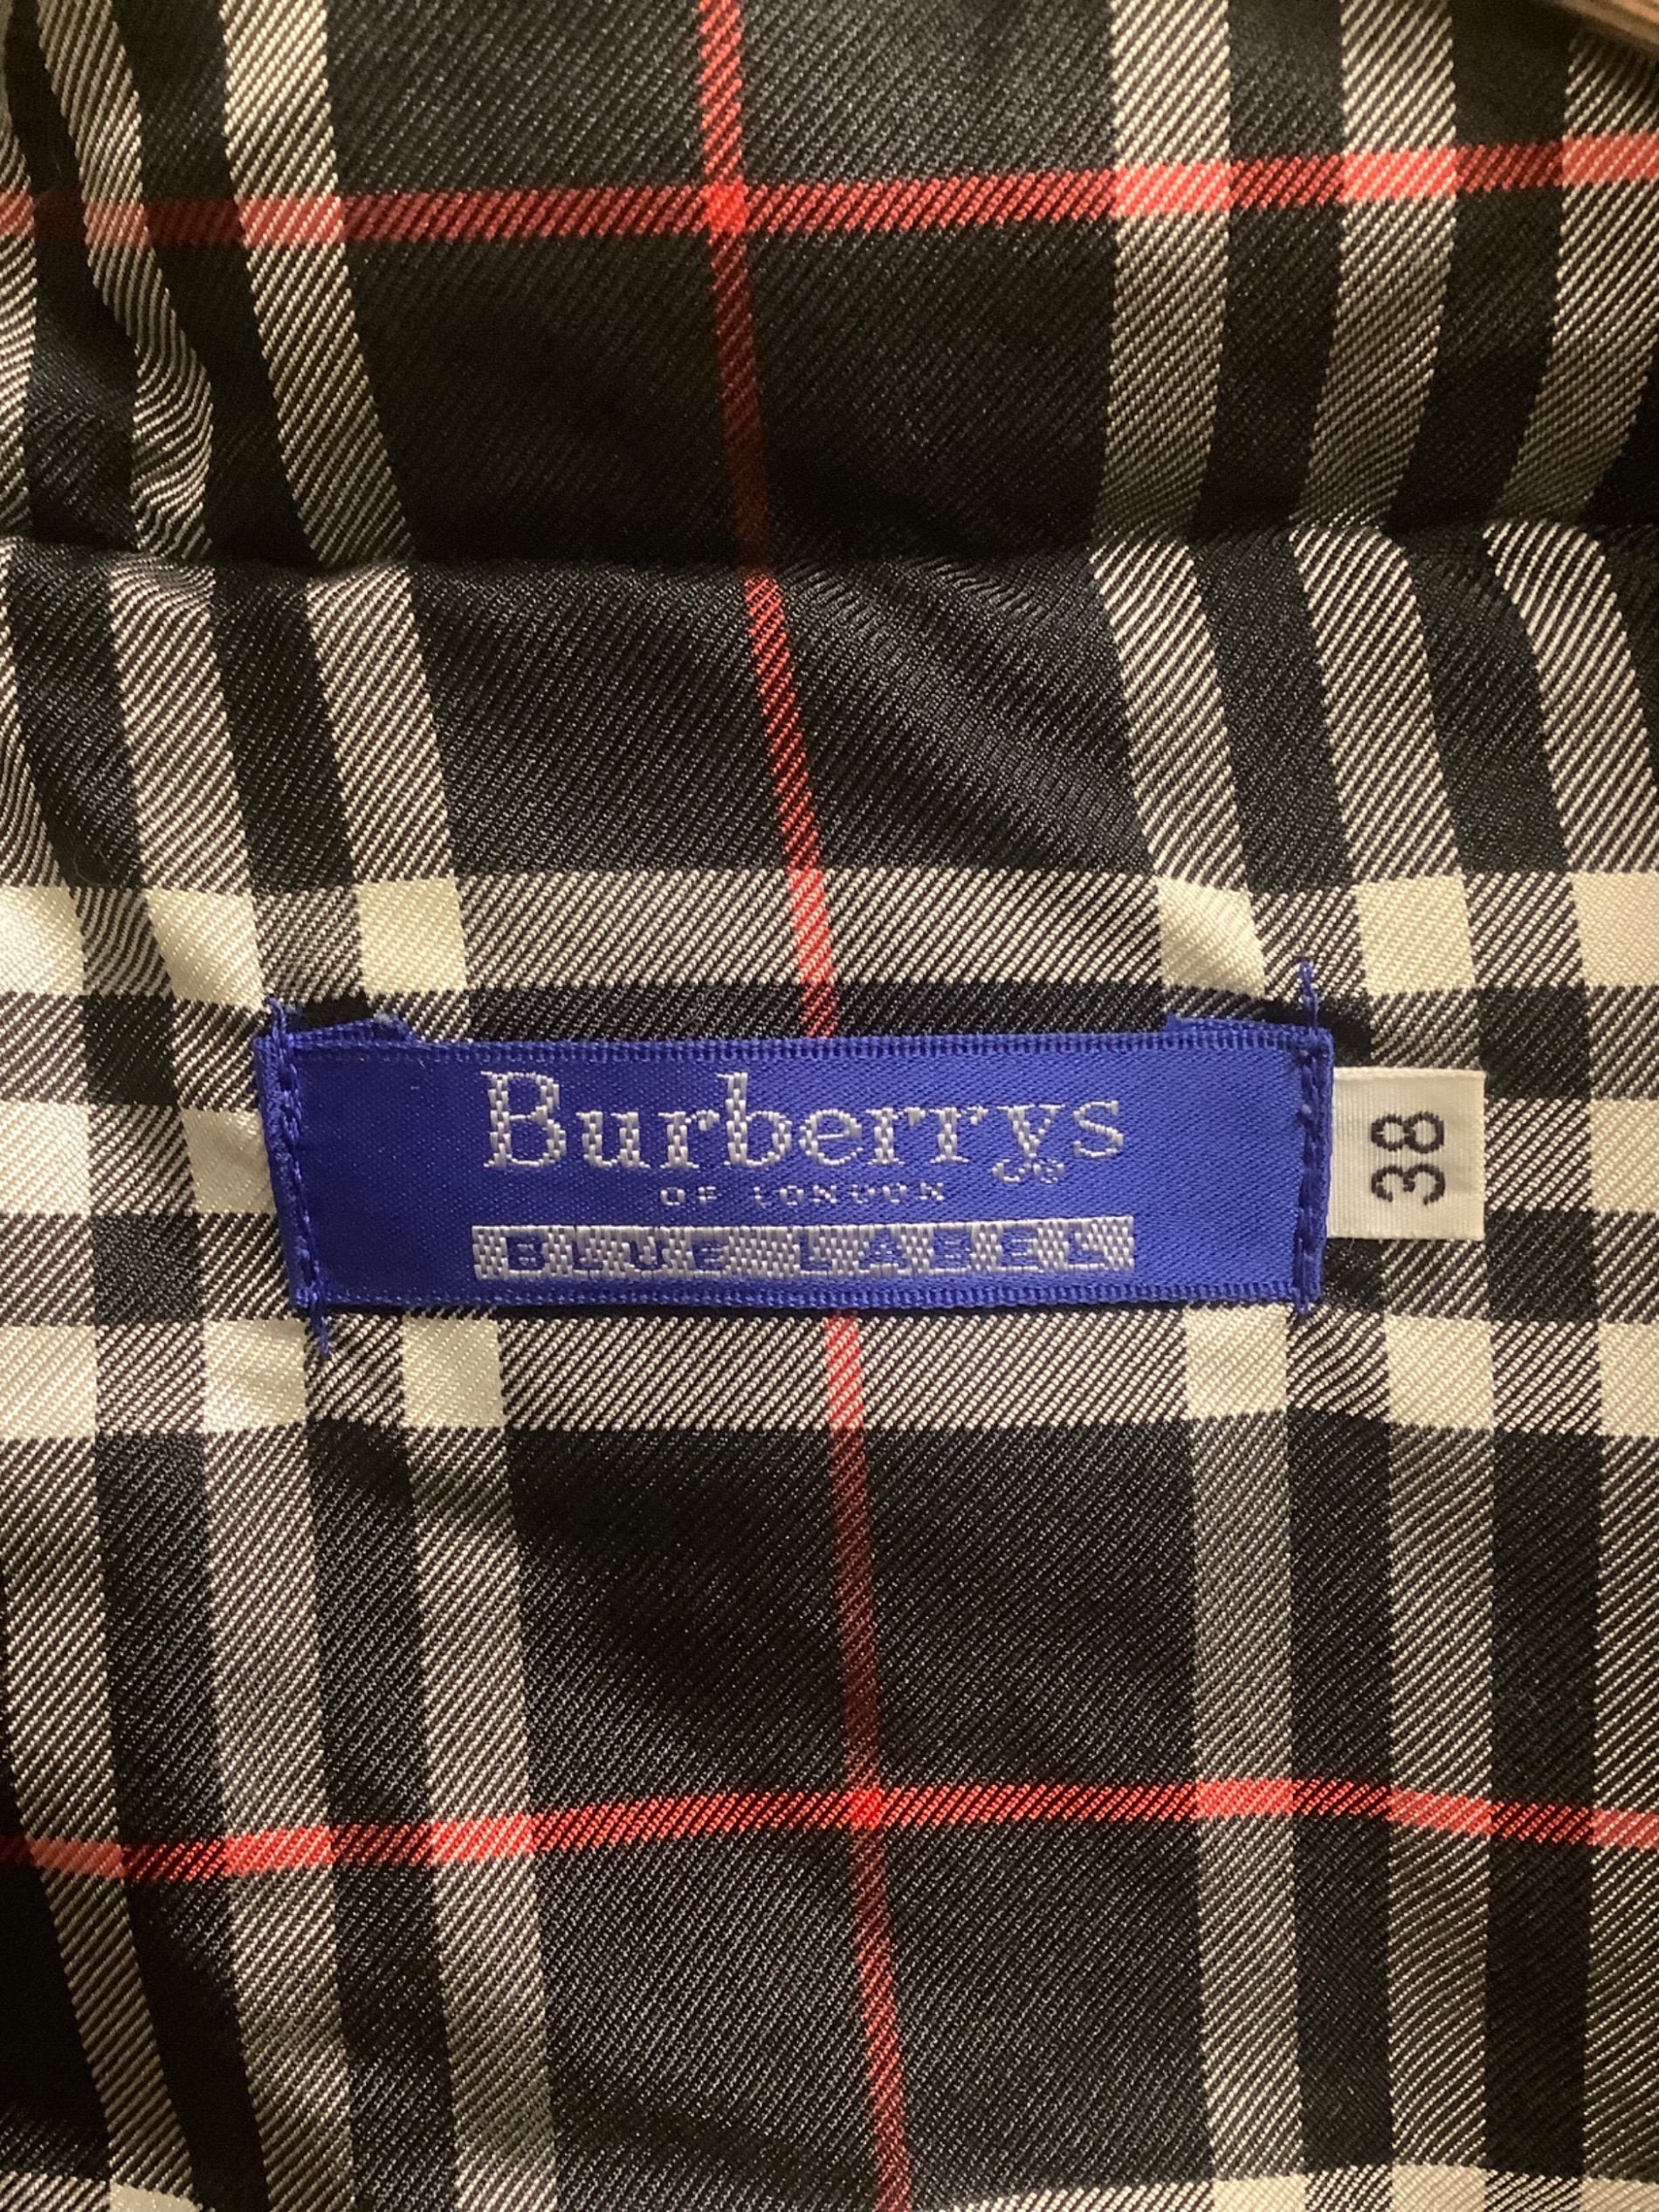 Burberrys
OF LONDON
BLUE LABEL
38